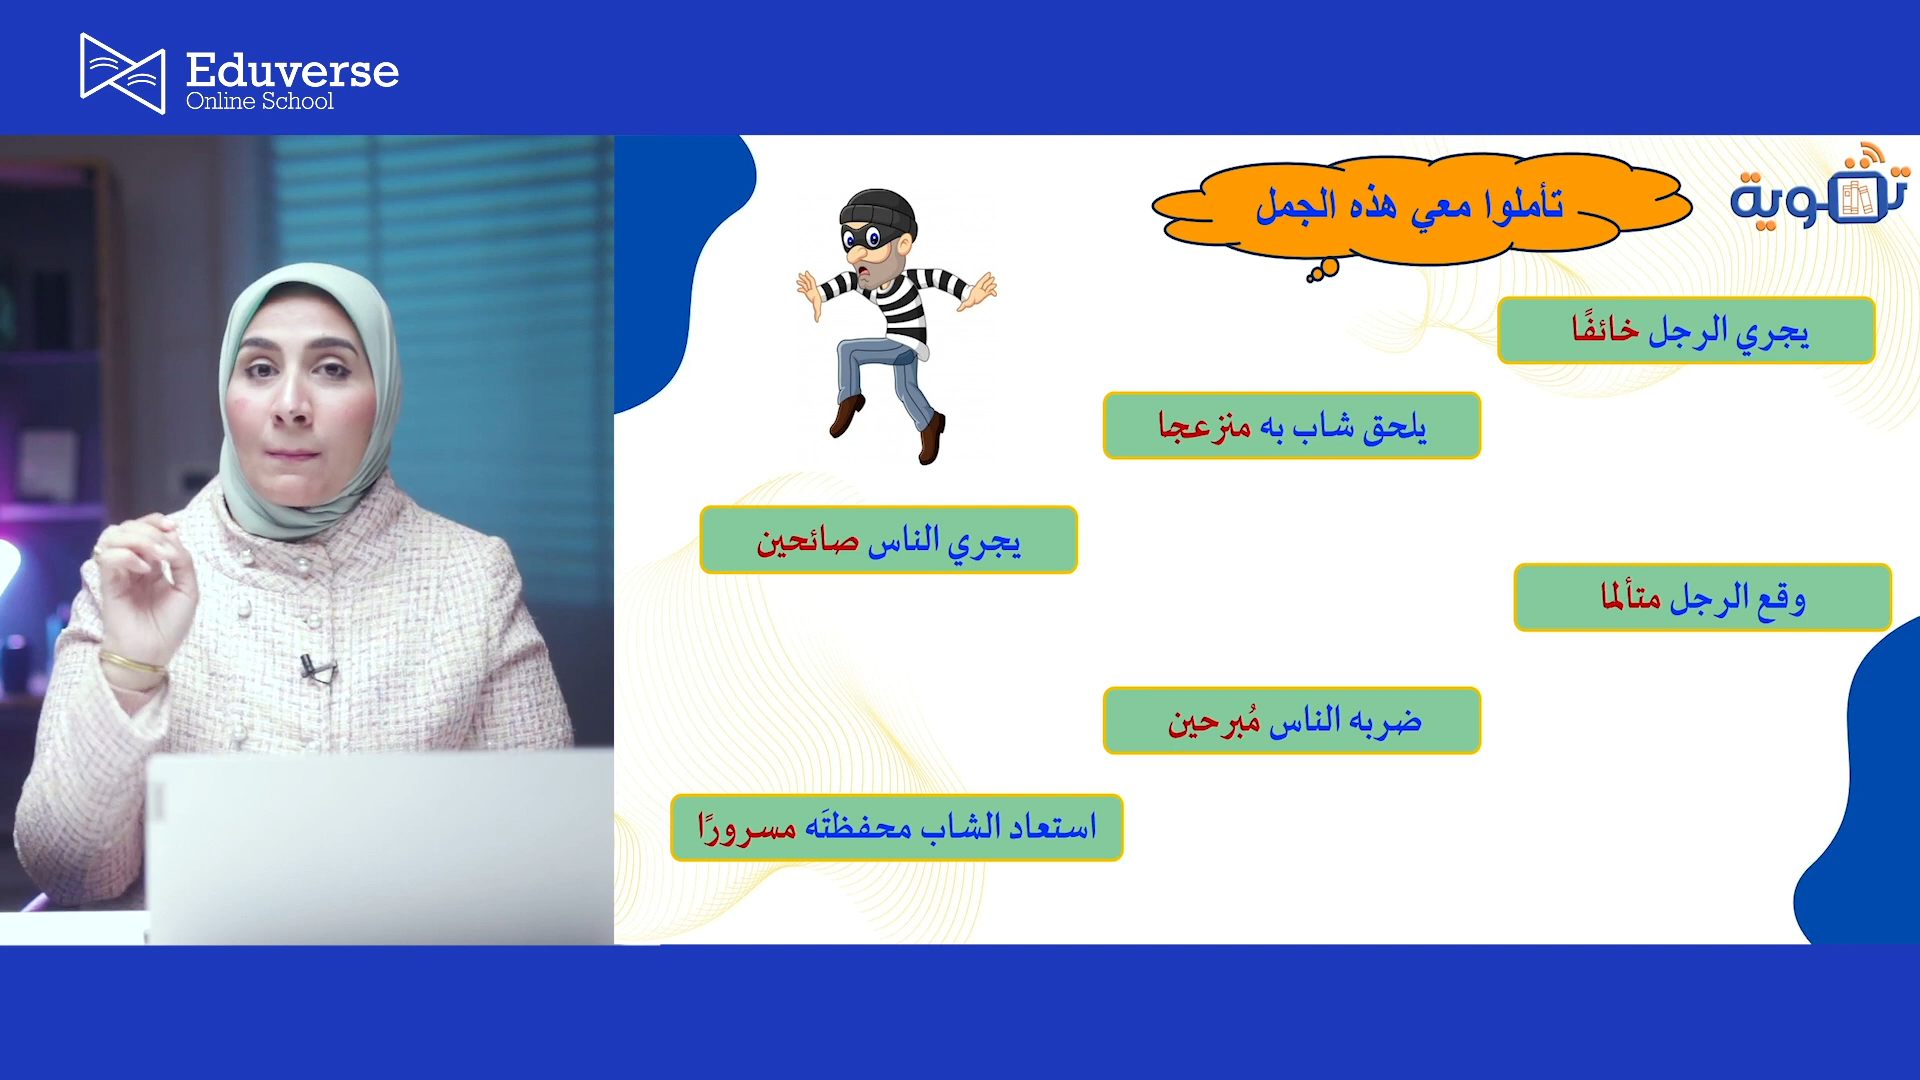 Eduverse
Online School
تقوية
تأملوا معي هذه الجمل
يجري الرجل خائفًا
يلحق شاب به منزعجا
يجري الناس صائحين
وقع الرجل متألما
ضربه الناس مُبرحين
استعاد الشاب محفظتَه مسرورًا